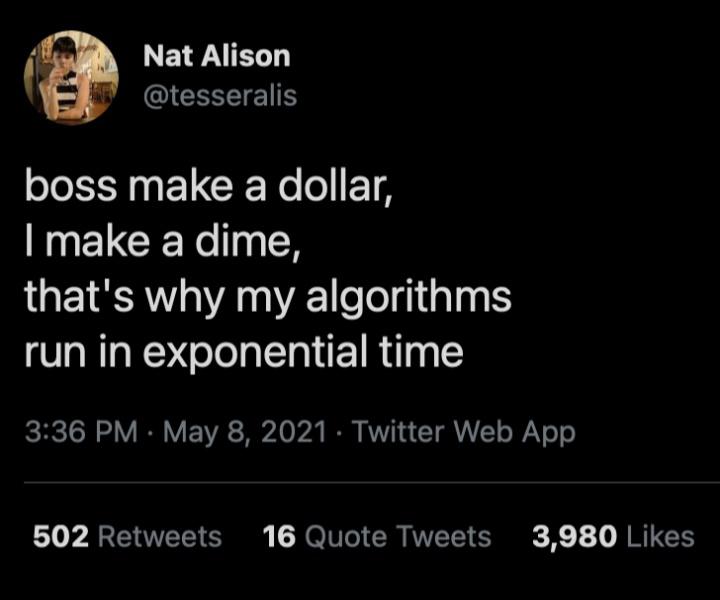 Nat Alison
@tesseralis
boss make a dollar,
I make a dime,
that's why my algorithms
run in exponential time
3:36 PM · May 8, 2021 · Twitter Web App
502 Retweets 16 Quote Tweets 3,980 Likes